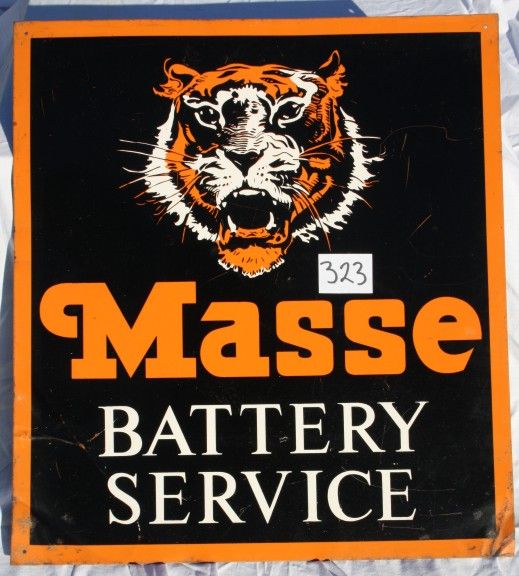 323
Masse
BATTERY
SERVICE